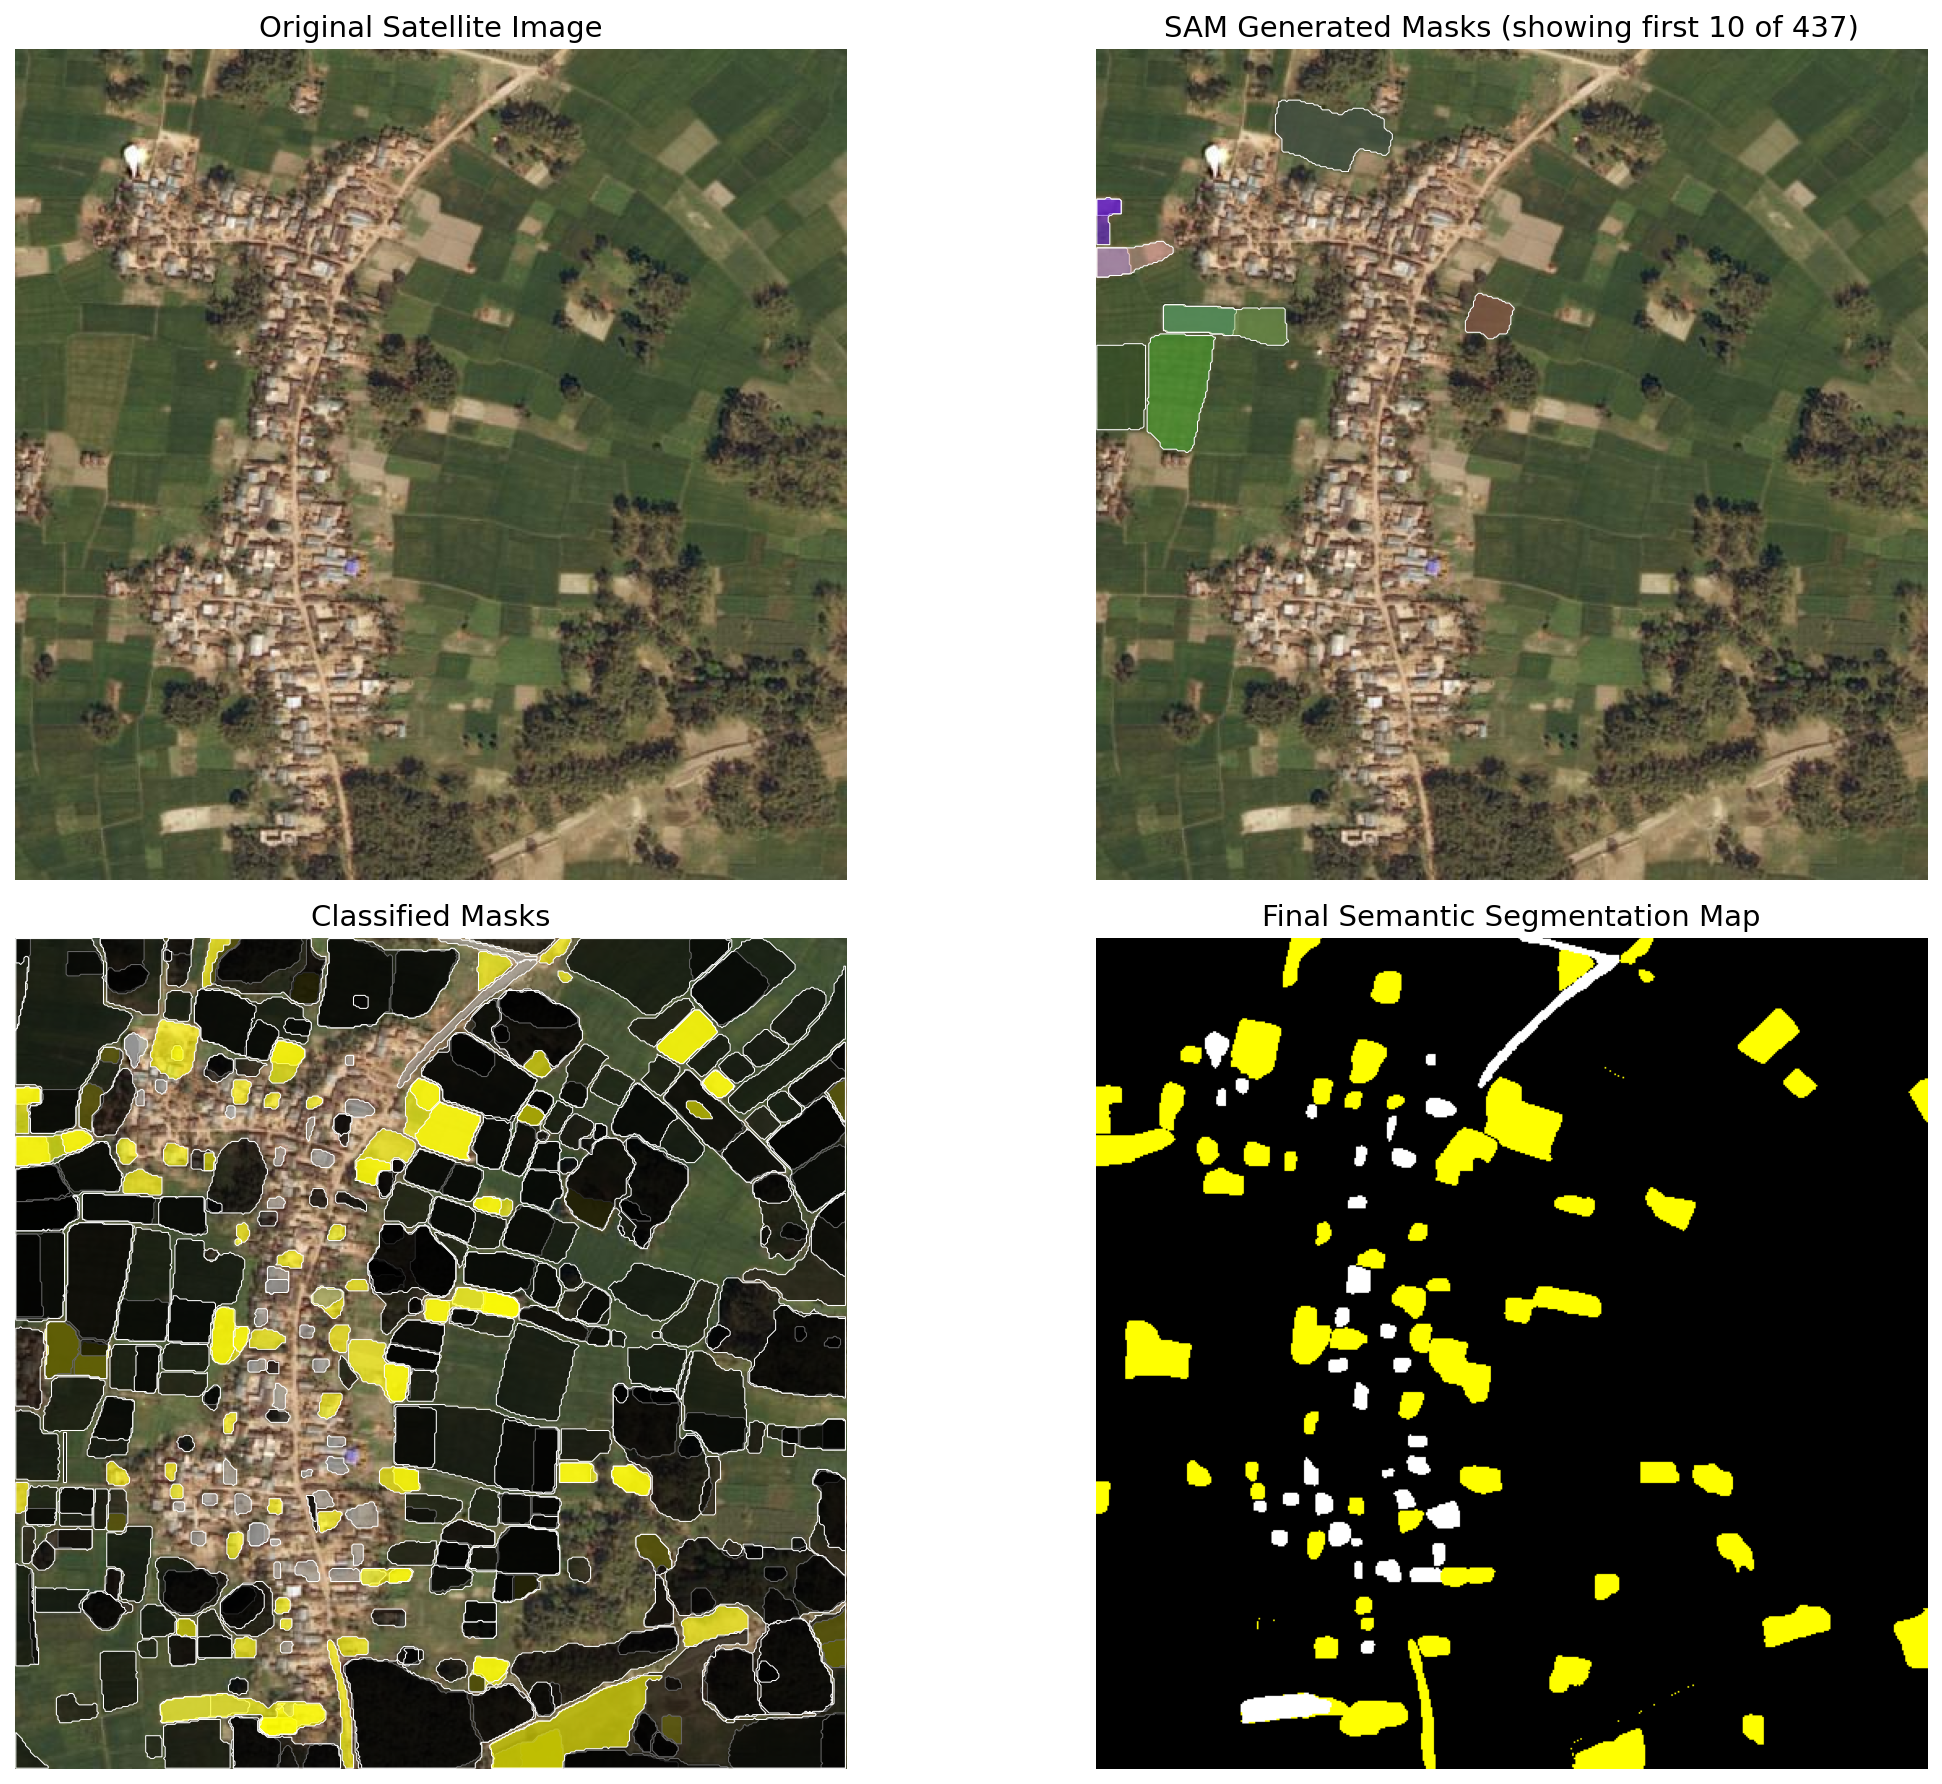 Original Satellite Image
SAM Generated Masks (showing first 10 of 437)
Classified Masks
Final Semantic Segmentation Map